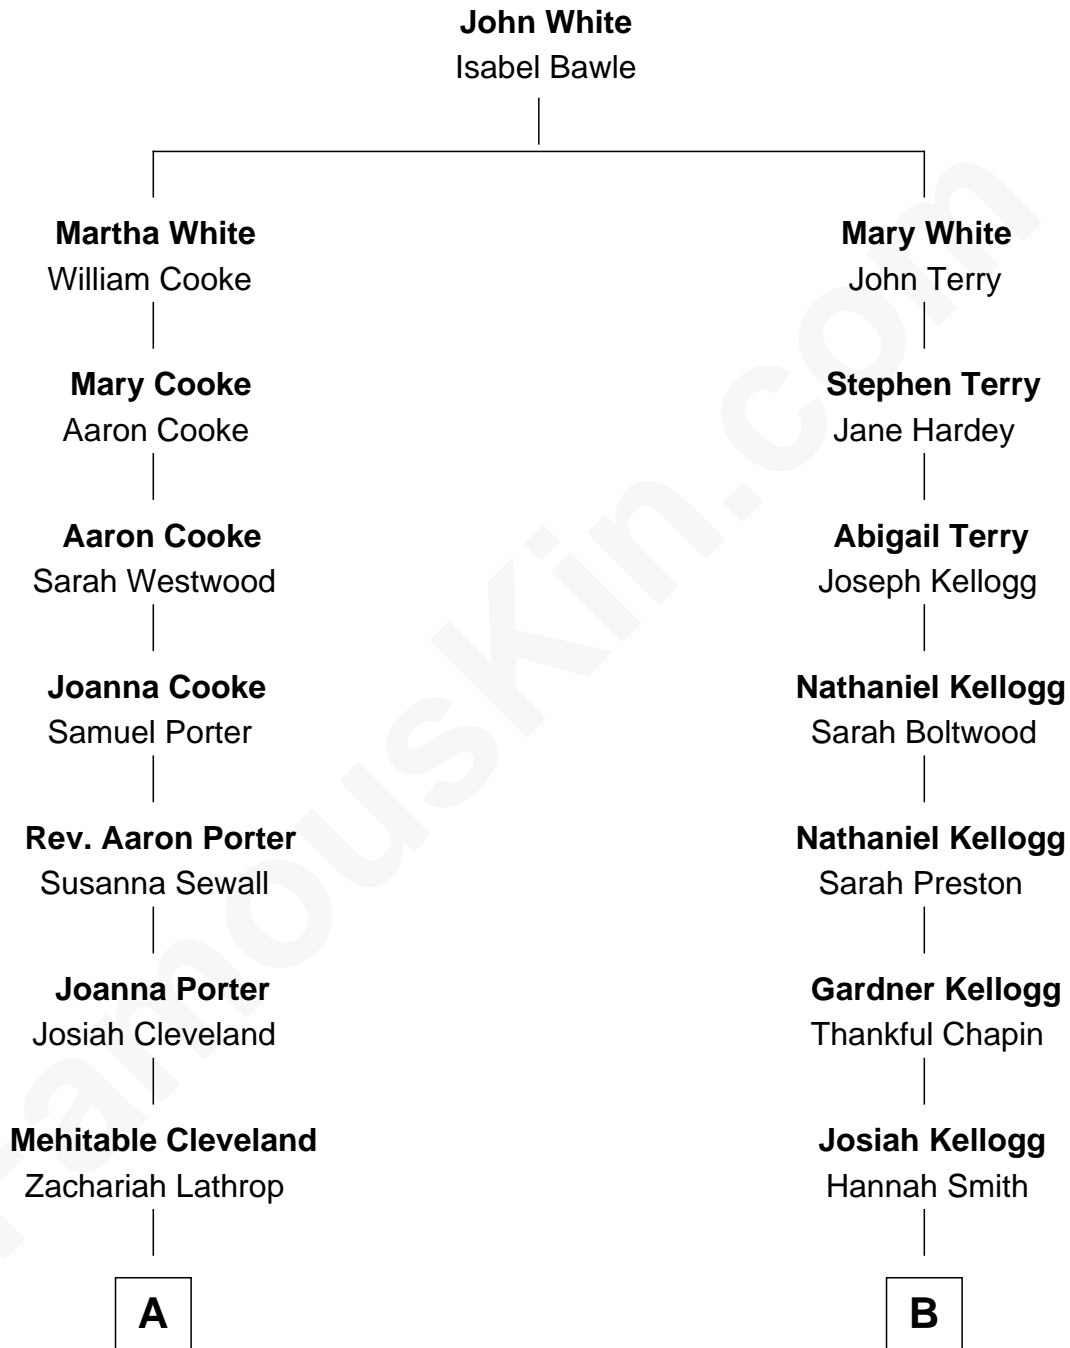 John White
Isabel Bawle
Martha White
William Cooke
Mary White
John Terry
Mary Cooke
Aaron Cooke
Stephen Terry
Jane Hardey
Aaron Cooke
Sarah Westwood
Abigail Terry
Joseph Kellogg
Joanna Cooke
Samuel Porter
Nathaniel Kellogg
Sarah Boltwood
Rev. Aaron Porter
Susanna Sewall
Nathaniel Kellogg
Sarah Preston
Joanna Porter
Josiah Cleveland
Gardner Kellogg
Thankful Chapin
Mehitable Cleveland
Zachariah Lathrop
Josiah Kellogg
Hannah Smith
A
B
FamousKin.com